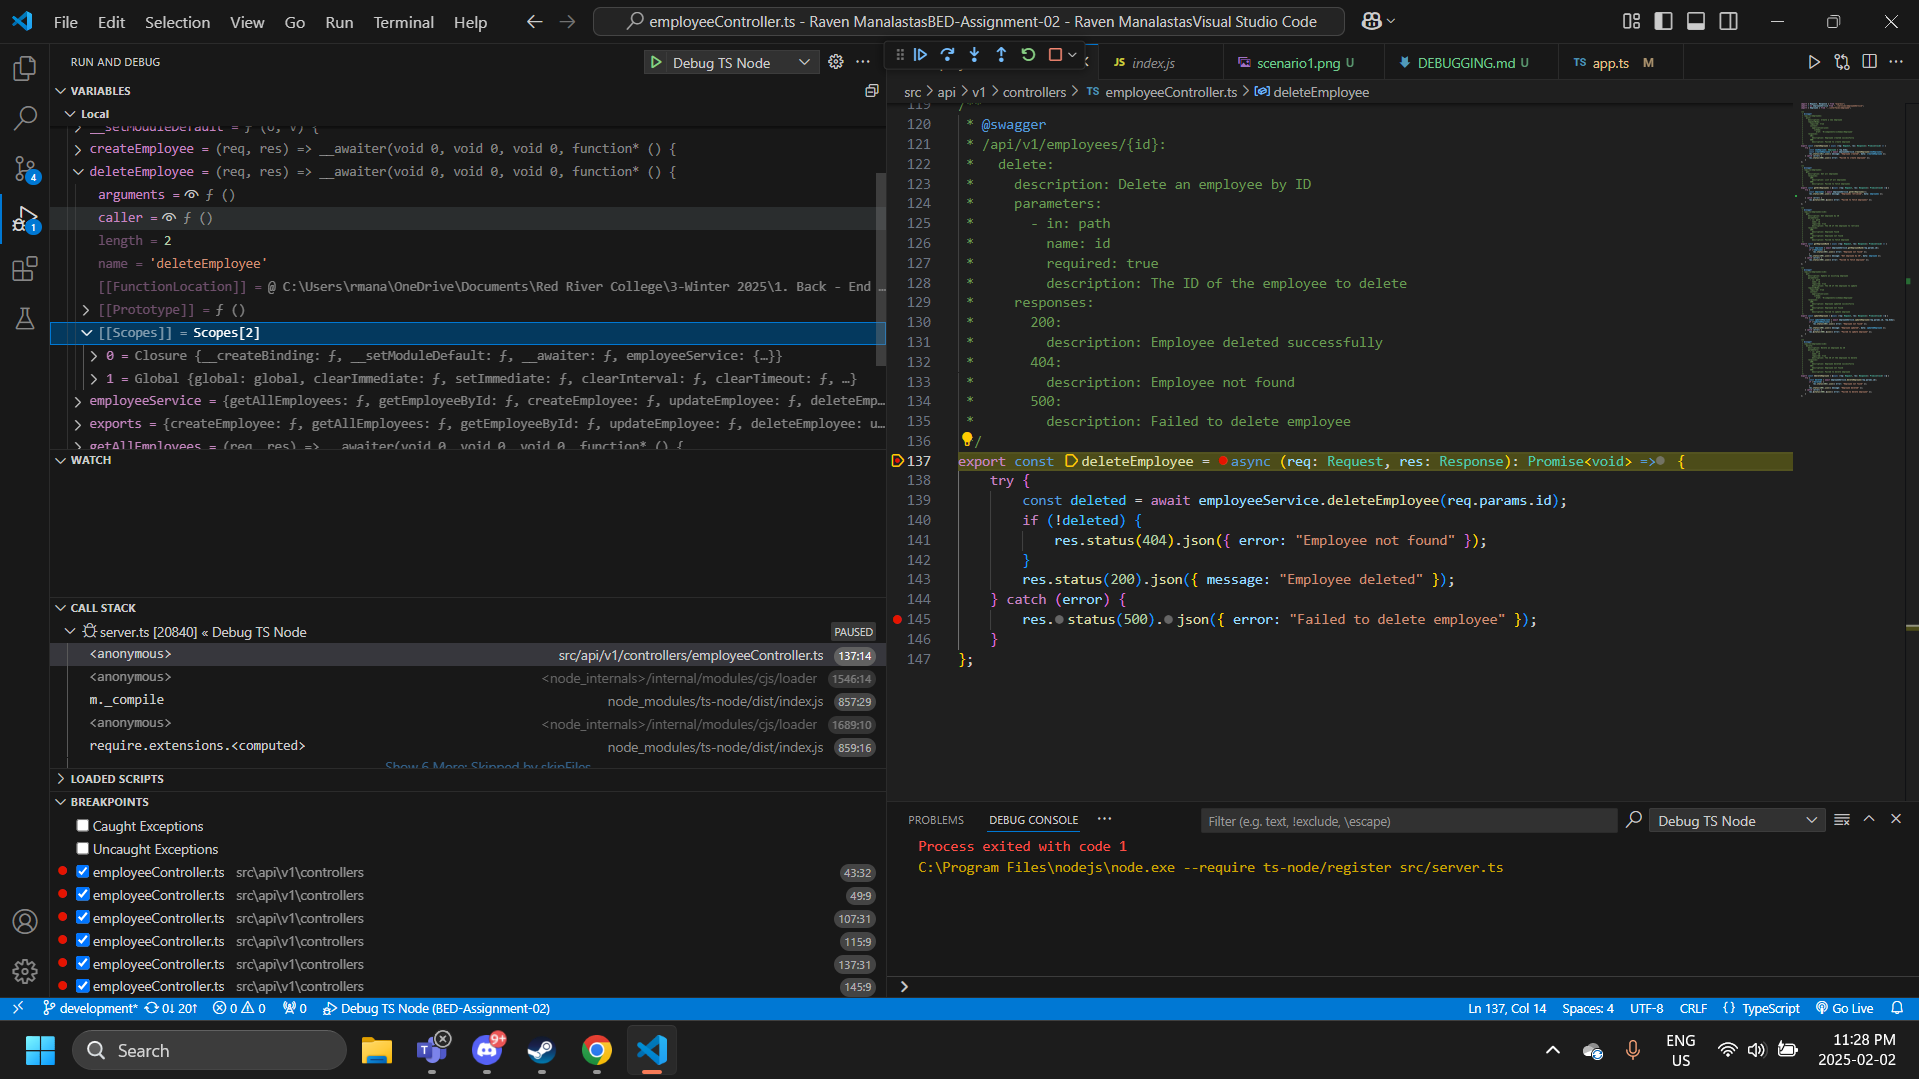 File Edit Selection View Go Run Terminal Help
employeeController.ts - Raven ManalastasBED-Assignment-02 - Raven ManalastasVisual Studio Code
RUN AND DEBUG
Debug TS Node
JS index.js
scenario1.png U
DEBUGGING.md U
TS app.ts M
VARIABLES
src > api > v1 > controllers > TS employeeController.ts > deleteEmployee
Local
__setModuleDefault = ƒ (o, v) {
createEmployee = (req, res) => __awaiter(void 0, void 0, void 0, function* () {
deleteEmployee = (req, res) => __awaiter(void 0, void 0, void 0, function* () {
arguments = ƒ ()
caller = ƒ ()
length = 2
name = 'deleteEmployee'
[[FunctionLocation]] = @ C:\Users\rmana\OneDrive\Documents\Red River College\3-Winter 2025\1. Back - End …
[[Prototype]] = ƒ ()
[[Scopes]] = Scopes[2]
0 = Closure {__createBinding: ƒ, __setModuleDefault: ƒ, __awaiter: ƒ, employeeService: {…}}
1 = Global {global: global, clearImmediate: ƒ, setImmediate: ƒ, clearInterval: ƒ, clearTimeout: ƒ, …}
employeeService = {getAllEmployees: ƒ, getEmployeeById: ƒ, createEmployee: ƒ, updateEmployee: ƒ, deleteEmp…
exports = {createEmployee: ƒ, getAllEmployees: ƒ, getEmployeeById: ƒ, updateEmployee: ƒ, deleteEmployee: u…
getAllEmployees = (req, res) => __awaiter(void 0, void 0, void 0, function* () {
WATCH
CALL STACK
server.ts [20840] « Debug TS Node PAUSED
<anonymous> src/api/v1/controllers/employeeController.ts 137:14
<anonymous> <node_internals>/internal/modules/cjs/loader 1546:14
m._compile node_modules/ts-node/dist/index.js 857:29
<anonymous> <node_internals>/internal/modules/cjs/loader 1689:10
require.extensions.<computed> node_modules/ts-node/dist/index.js 859:16
Show 6 More: Skipped by skipFiles
LOADED SCRIPTS
BREAKPOINTS
Caught Exceptions
Uncaught Exceptions
employeeController.ts src\api\v1\controllers 43:32
employeeController.ts src\api\v1\controllers 49:9
employeeController.ts src\api\v1\controllers 107:31
employeeController.ts src\api\v1\controllers 115:9
employeeController.ts src\api\v1\controllers 137:31
employeeController.ts src\api\v1\controllers 145:9
119 /**
120 * @swagger
121 * /api/v1/employees/{id}:
122 * delete:
123 * description: Delete an employee by ID
124 * parameters:
125 * - in: path
126 * name: id
127 * required: true
128 * description: The ID of the employee to delete
129 * responses:
130 * 200:
131 * description: Employee deleted successfully
132 * 404:
133 * description: Employee not found
134 * 500:
135 * description: Failed to delete employee
136 */
137 export const deleteEmployee = async (req: Request, res: Response): Promise<void> => {
138 try {
139 const deleted = await employeeService.deleteEmployee(req.params.id);
140 if (!deleted) {
141 res.status(404).json({ error: "Employee not found" });
142 }
143 res.status(200).json({ message: "Employee deleted" });
144 } catch (error) {
145 res.status(500).json({ error: "Failed to delete employee" });
146 }
147 };
PROBLEMS DEBUG CONSOLE
Filter (e.g. text, !exclude, \escape)
Debug TS Node
Process exited with code 1
C:\Program Files\nodejs\node.exe --require ts-node/register src/server.ts
development* 0↓ 20↑ 0 0 0 Debug TS Node (BED-Assignment-02)
Ln 137, Col 14 Spaces: 4 UTF-8 CRLF {} TypeScript Go Live
Search
9+
ENG
US
11:28 PM
2025-02-02